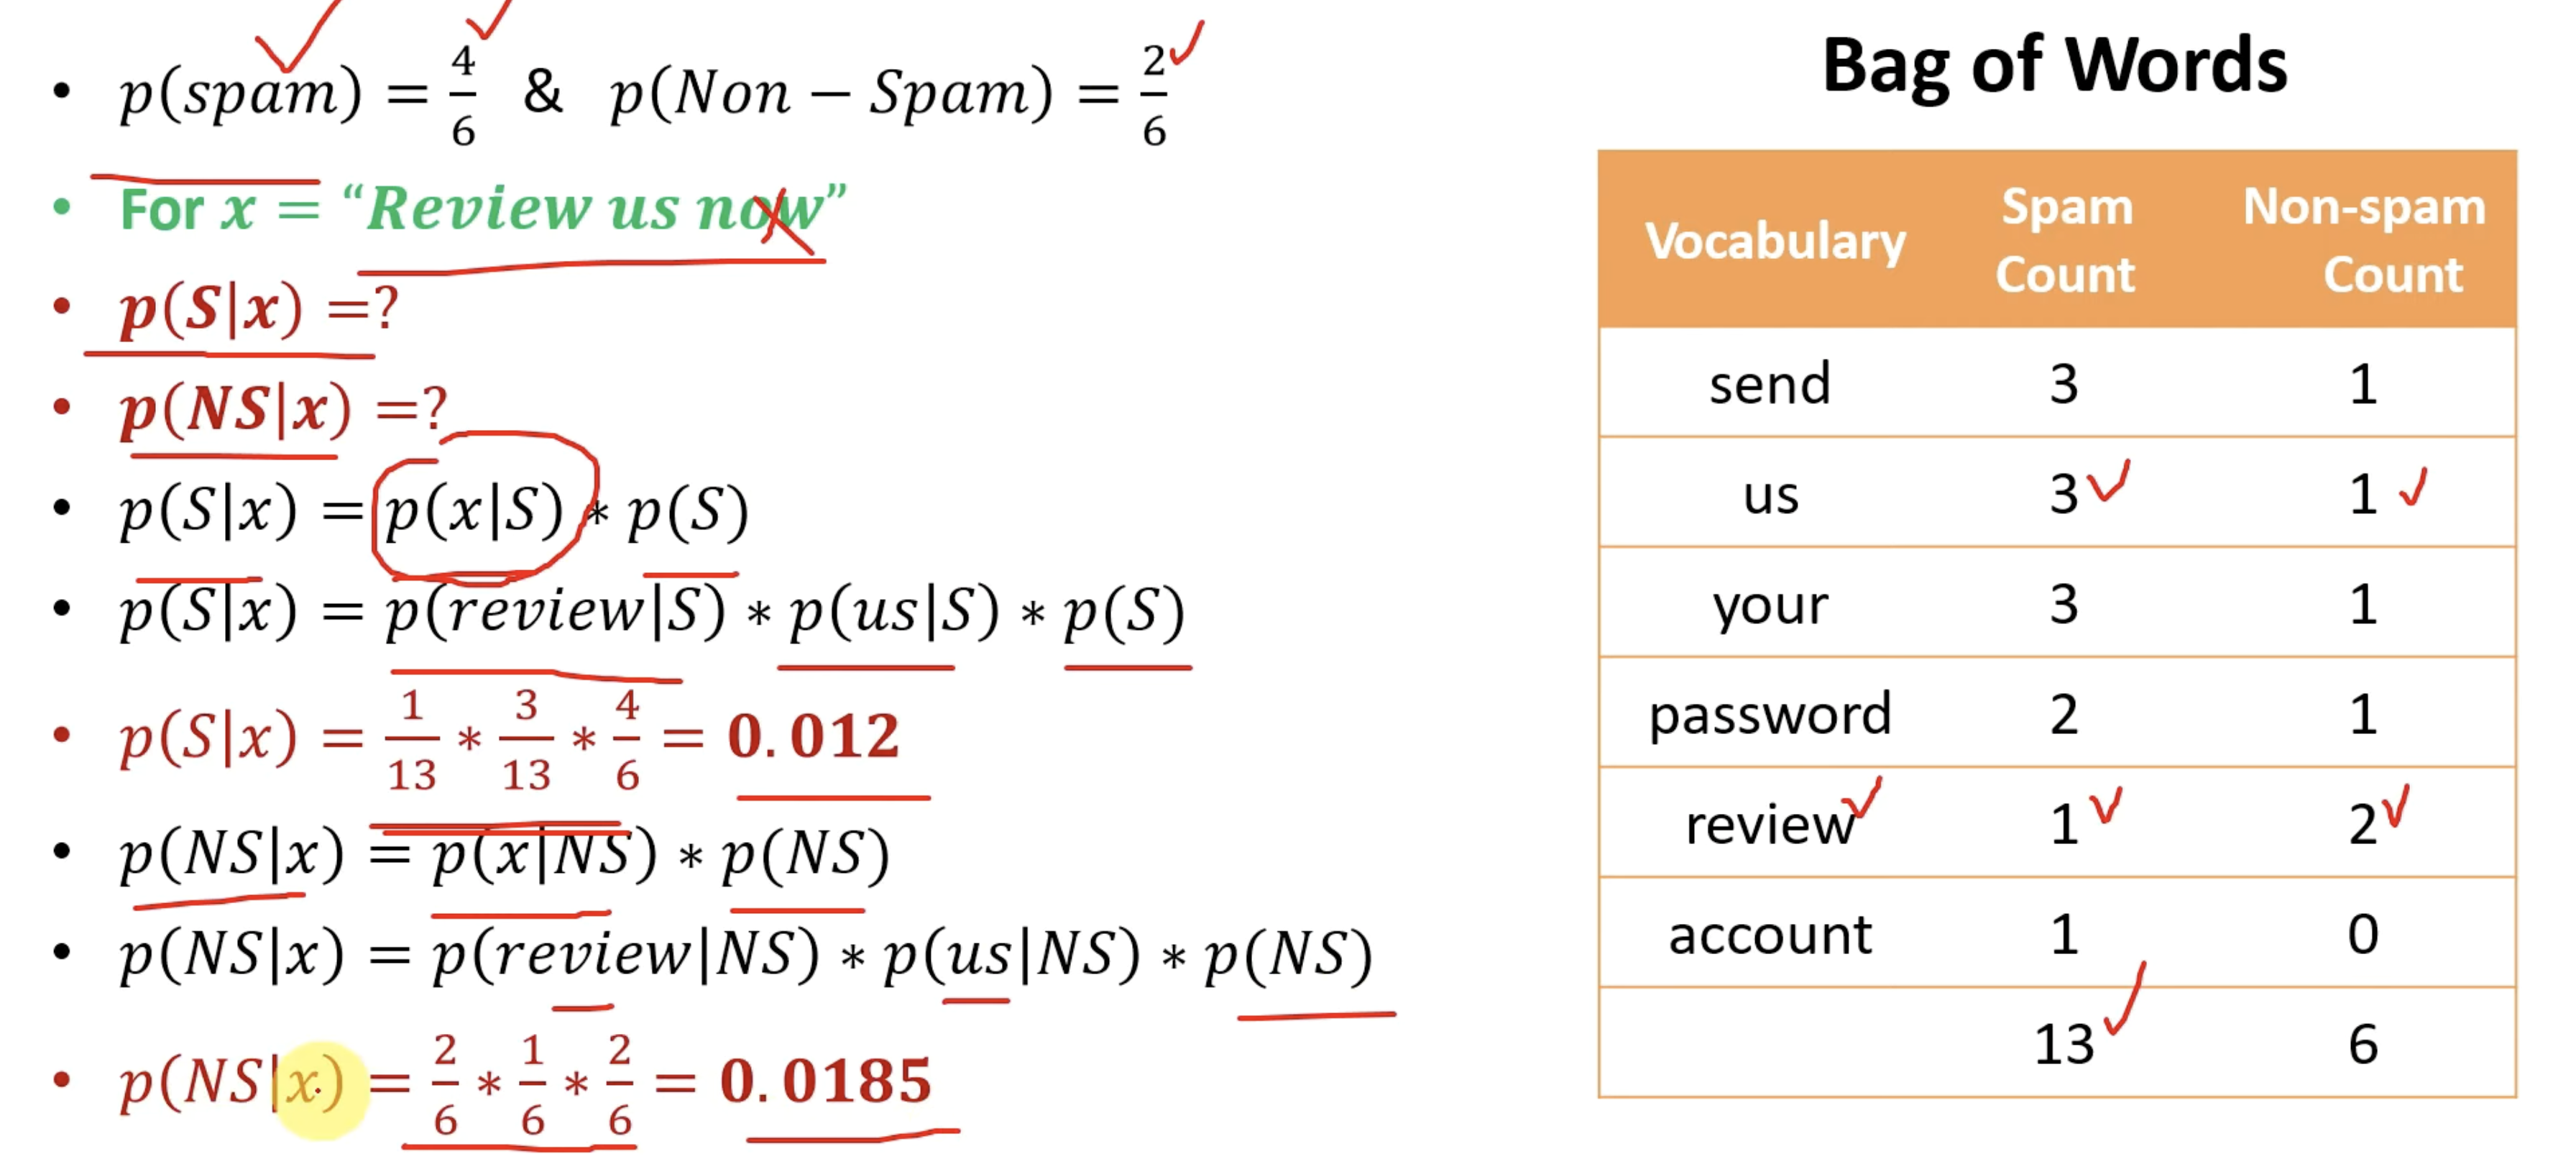 • p(spam) = 4/6 & p(Non − Spam) = 2/6
• For x = “Review us now”
• p(S|x) =?
• p(NS|x) =?
• p(S|x) = p(x|S) * p(S)
• p(S|x) = p(review|S) * p(us|S) * p(S)
• p(S|x) = 1/13 * 3/13 * 4/6 = 0.012
• p(NS|x) = p(x|NS) * p(NS)
• p(NS|x) = p(review|NS) * p(us|NS) * p(NS)
• p(NS|x) = 2/6 * 1/6 * 2/6 = 0.0185
Bag of Words
Vocabulary Spam Count Non-spam Count
send 3 1
us 3 1
your 3 1
password 2 1
review 1 2
account 1 0
13 6